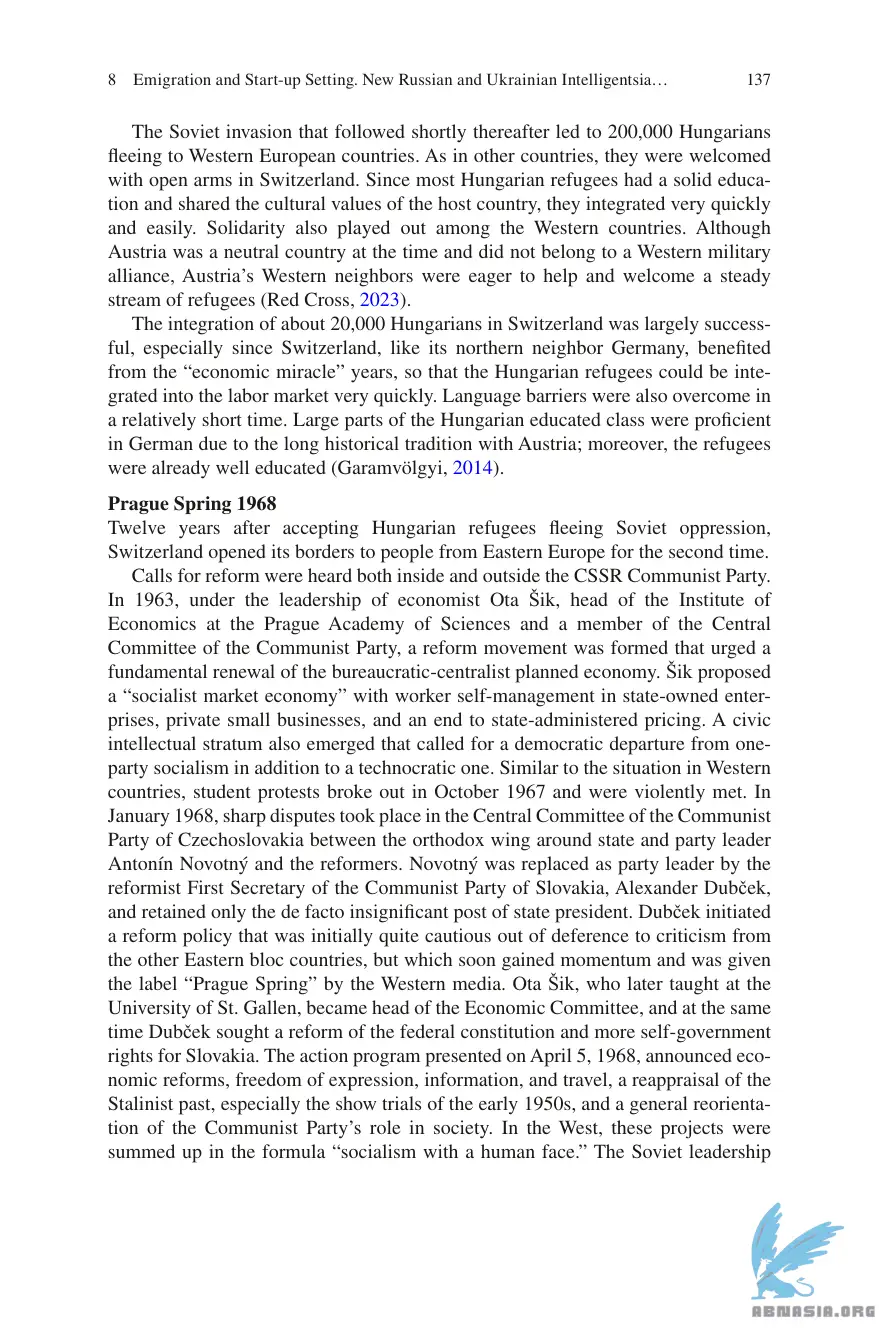 8 Emigration and Start-up Setting. New Russian and Ukrainian Intelligentsia… 137
The Soviet invasion that followed shortly thereafter led to 200,000 Hungarians
fleeing to Western European countries. As in other countries, they were welcomed
with open arms in Switzerland. Since most Hungarian refugees had a solid educa-
tion and shared the cultural values of the host country, they integrated very quickly
and easily. Solidarity also played out among the Western countries. Although
Austria was a neutral country at the time and did not belong to a Western military
alliance, Austria's Western neighbors were eager to help and welcome a steady
stream of refugees (Red Cross, 2023).
The integration of about 20,000 Hungarians in Switzerland was largely success-
ful, especially since Switzerland, like its northern neighbor Germany, benefited
from the “economic miracle” years, so that the Hungarian refugees could be inte-
grated into the labor market very quickly. Language barriers were also overcome in
a relatively short time. Large parts of the Hungarian educated class were proficient
in German due to the long historical tradition with Austria; moreover, the refugees
were already well educated (Garamvölgyi, 2014).
Prague Spring 1968
Twelve years after accepting Hungarian refugees fleeing Soviet oppression,
Switzerland opened its borders to people from Eastern Europe for the second time.
Calls for reform were heard both inside and outside the CSSR Communist Party.
In 1963, under the leadership of economist Ota Šik, head of the Institute of
Economics at the Prague Academy of Sciences and a member of the Central
Committee of the Communist Party, a reform movement was formed that urged a
fundamental renewal of the bureaucratic-centralist planned economy. Šik proposed
a “socialist market economy” with worker self-management in state-owned enter-
prises, private small businesses, and an end to state-administered pricing. A civic
intellectual stratum also emerged that called for a democratic departure from one-
party socialism in addition to a technocratic one. Similar to the situation in Western
countries, student protests broke out in October 1967 and were violently met. In
January 1968, sharp disputes took place in the Central Committee of the Communist
Party of Czechoslovakia between the orthodox wing around state and party leader
Antonín Novotný and the reformers. Novotný was replaced as party leader by the
reformist First Secretary of the Communist Party of Slovakia, Alexander Dubček,
and retained only the de facto insignificant post of state president. Dubček initiated
a reform policy that was initially quite cautious out of deference to criticism from
the other Eastern bloc countries, but which soon gained momentum and was given
the label “Prague Spring” by the Western media. Ota Šik, who later taught at the
University of St. Gallen, became head of the Economic Committee, and at the same
time Dubček sought a reform of the federal constitution and more self-government
rights for Slovakia. The action program presented on April 5, 1968, announced eco-
nomic reforms, freedom of expression, information, and travel, a reappraisal of the
Stalinist past, especially the show trials of the early 1950s, and a general reorienta-
tion of the Communist Party's role in society. In the West, these projects were
summed up in the formula “socialism with a human face.” The Soviet leadership
ABMASIA.ORG